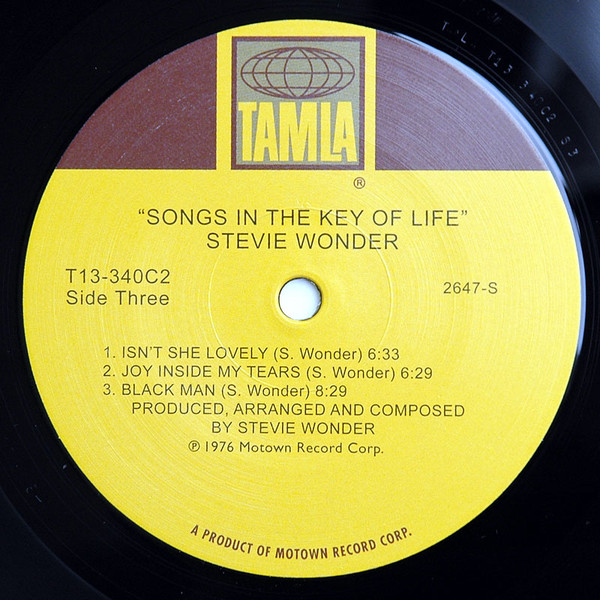 TAMLA
®
"SONGS IN THE KEY OF LIFE"
STEVIE WONDER
T13-340C2
Side Three
2647-S
1. ISN'T SHE LOVELY (S. Wonder) 6:33
2. JOY INSIDE MY TEARS (S. Wonder) 6:29
3. BLACK MAN (S. Wonder) 8:29
PRODUCED, ARRANGED AND COMPOSED
BY STEVIE WONDER
℗ 1976 Motown Record Corp.
A PRODUCT OF MOTOWN RECORD CORP.